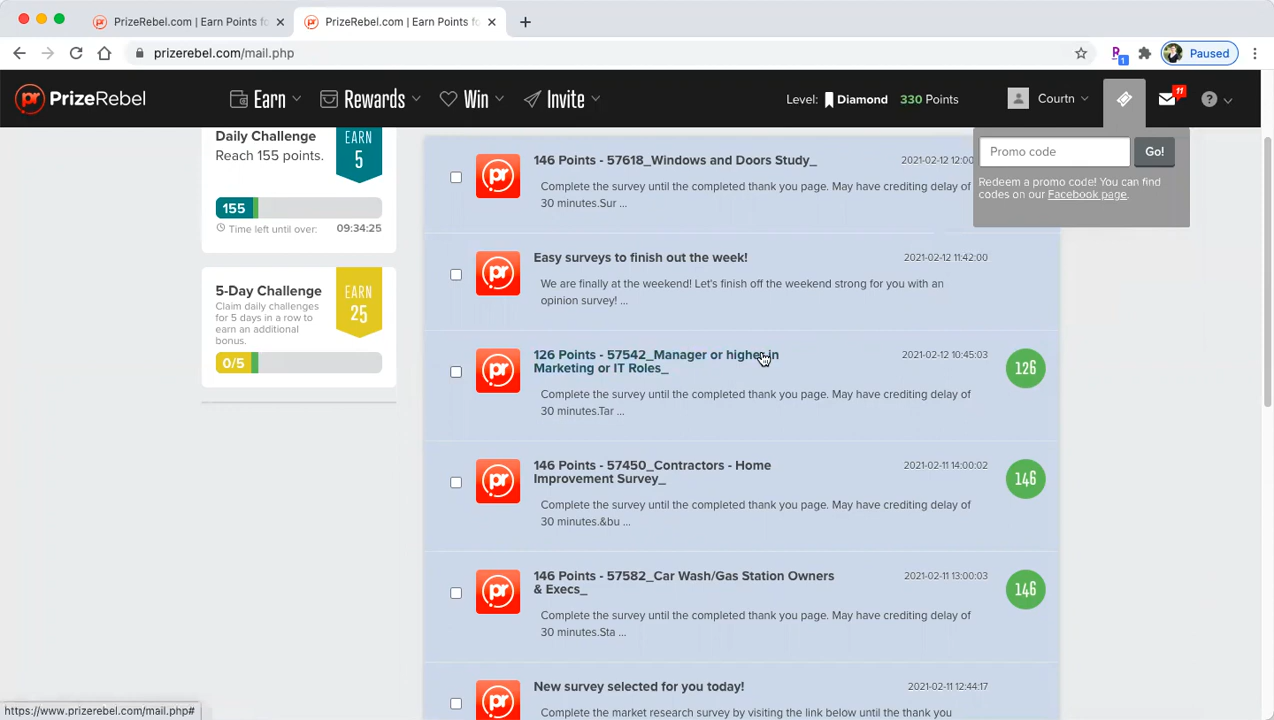 PrizeRebel.com | Earn Points fo
PrizeRebel.com | Earn Points fo
prizerebel.com/mail.php
1
Paused
pr PrizeRebel
Earn
Rewards
Win
Invite
Level: Diamond 330 Points
Courtn
11
?
Promo code
Go!
Redeem a promo code! You can find
codes on our Facebook page.
Daily Challenge
Reach 155 points.
EARN
5
155
Time left until over: 09:34:25
5-Day Challenge
Claim daily challenges
for 5 days in a row to
earn an additional
bonus.
EARN
25
0/5
pr
146 Points - 57618_Windows and Doors Study_
2021-02-12 12:00
Complete the survey until the completed thank you page. May have crediting delay of
30 minutes.Sur ...
pr
Easy surveys to finish out the week!
2021-02-12 11:42:00
We are finally at the weekend! Let's finish off the weekend strong for you with an
opinion survey! ...
pr
126 Points - 57542_Manager or higher in
Marketing or IT Roles_
2021-02-12 10:45:03
126
Complete the survey until the completed thank you page. May have crediting delay of
30 minutes.Tar ...
pr
146 Points - 57450_Contractors - Home
Improvement Survey_
2021-02-11 14:00:02
146
Complete the survey until the completed thank you page. May have crediting delay of
30 minutes.&bu ...
pr
146 Points - 57582_Car Wash/Gas Station Owners
& Execs_
2021-02-11 13:00:03
146
Complete the survey until the completed thank you page. May have crediting delay of
30 minutes.Sta ...
pr
New survey selected for you today!
2021-02-11 12:44:17
Complete the market research survey by visiting the link below until the thank you
https://www.prizerebel.com/mail.php#